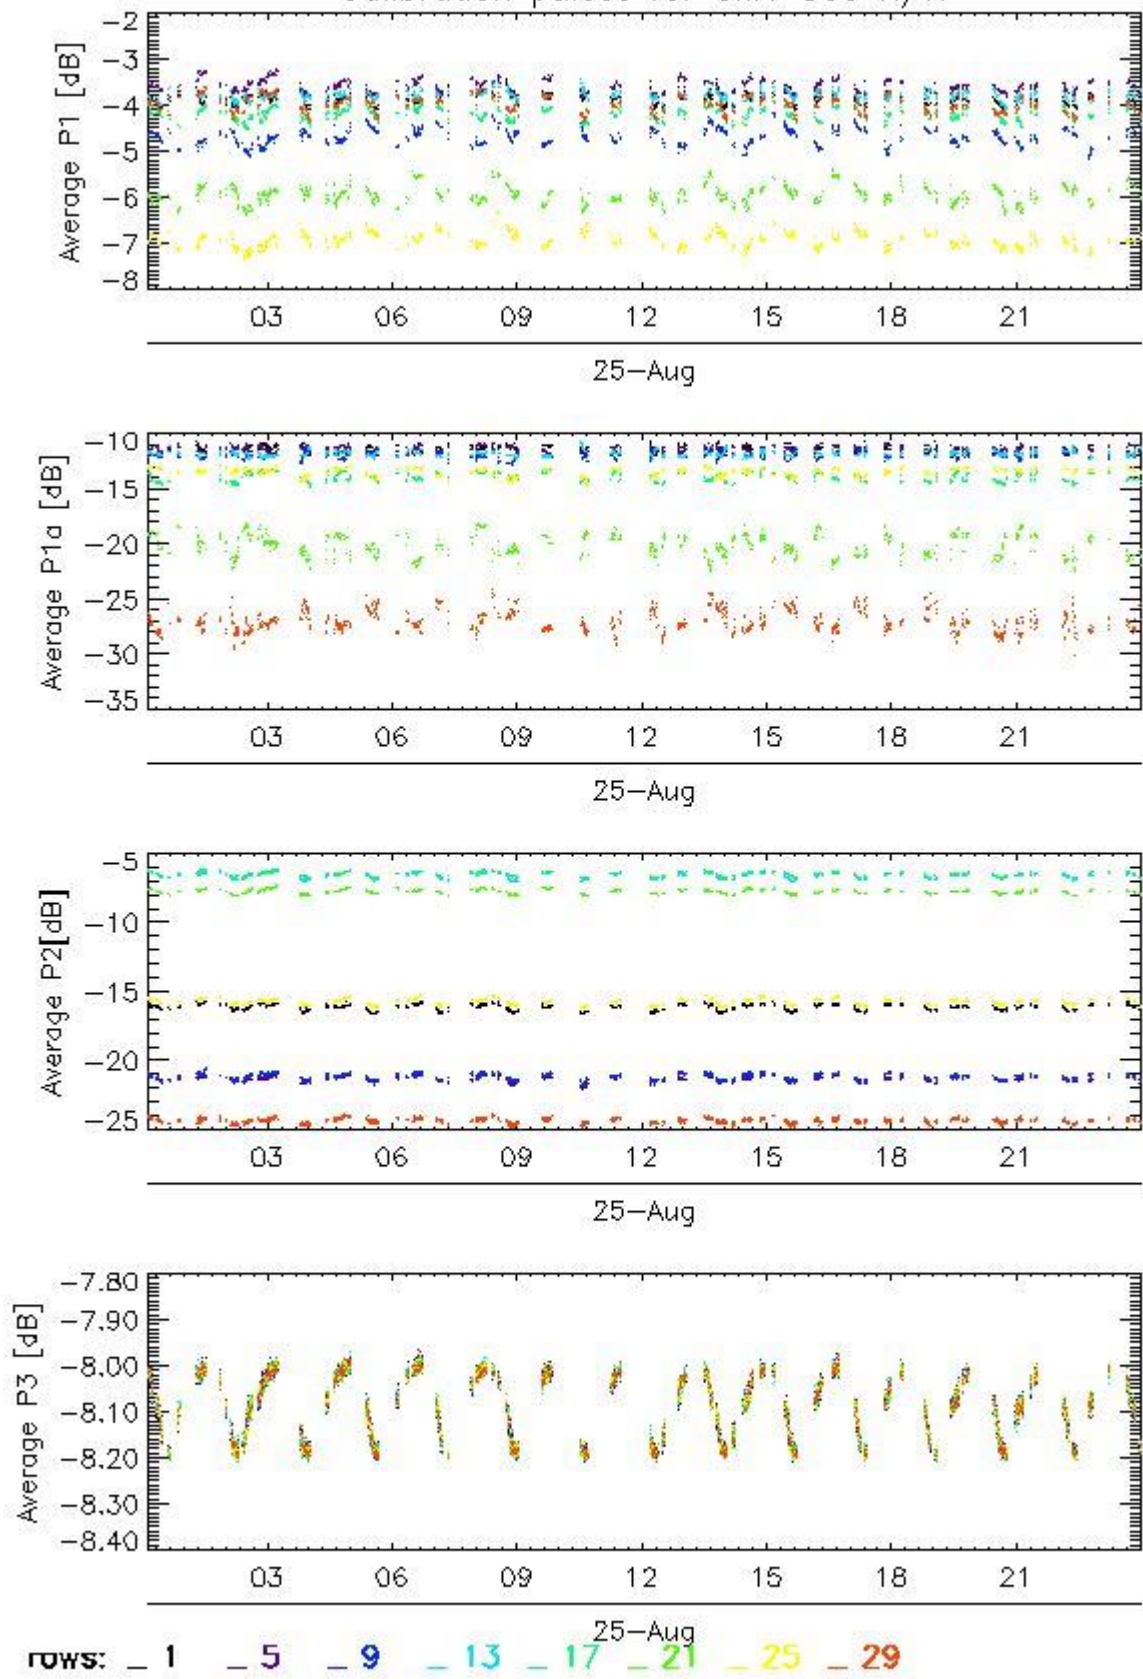 Average P1 [dB]
-2
-3
-4
-5
-6
-7
-8
03 06 09 12 15 18 21
25-Aug
Average P1a [dB]
-10
-15
-20
-25
-30
-35
03 06 09 12 15 18 21
25-Aug
Average P2[dB]
-5
-10
-15
-20
-25
03 06 09 12 15 18 21
25-Aug
Average P3 [dB]
-7.80
-7.90
-8.00
-8.10
-8.20
-8.30
-8.40
03 06 09 12 15 18 21
25-Aug
rows: _ 1 _ 5 _ 9 _ 13 _ 17 _ 21 _ 25 _ 29